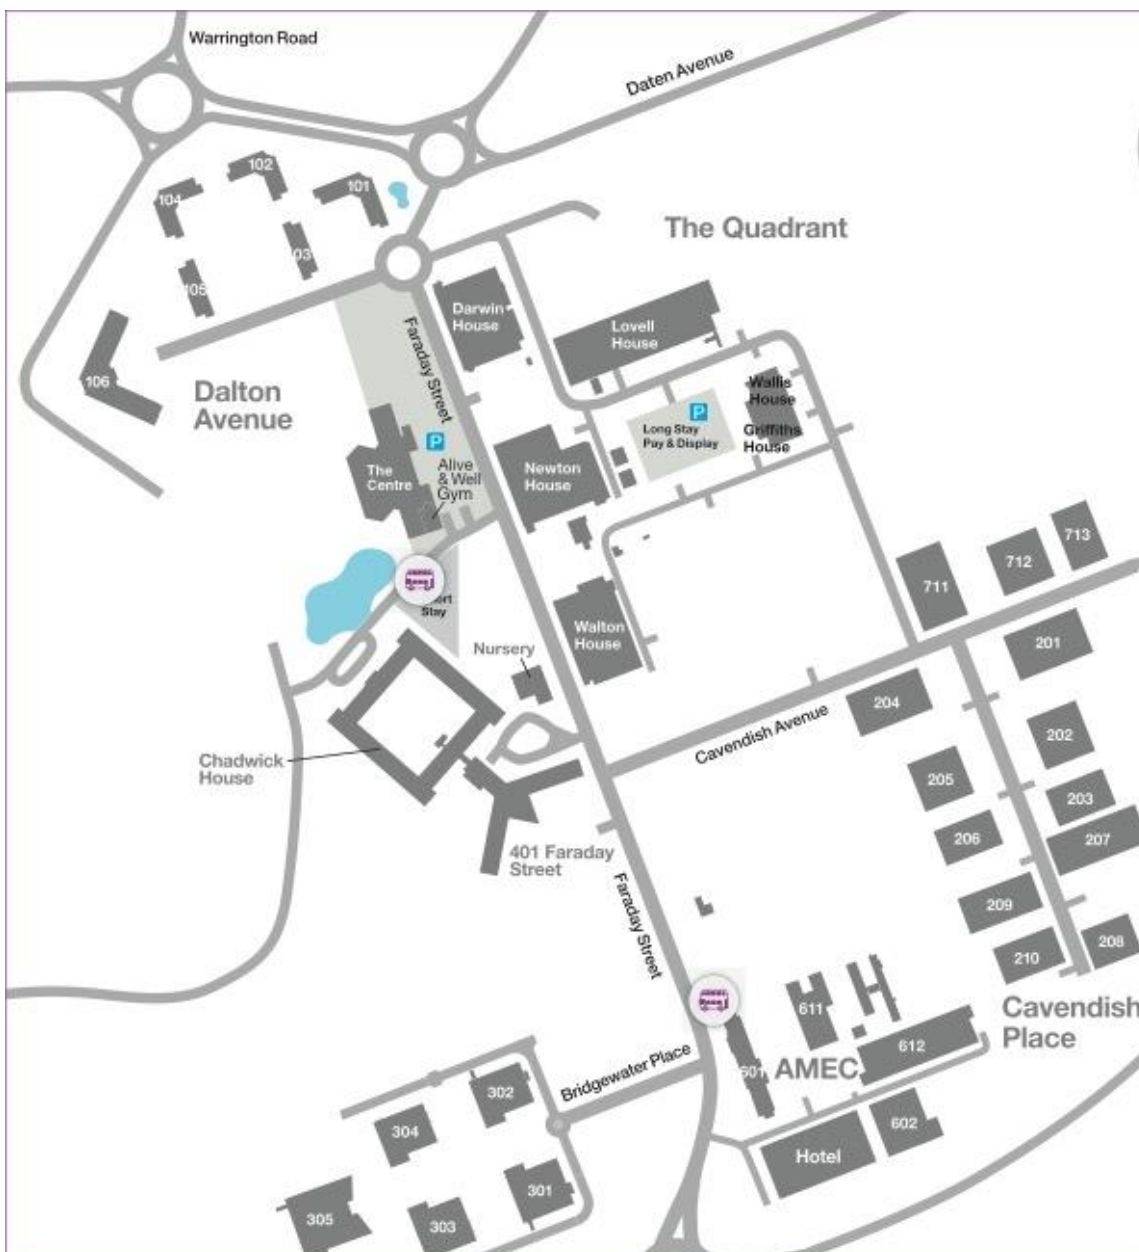 Warrington Road
Daten Avenue
102
101
104
03
105
The Quadrant
Darwin
House
Lovell
House
Faraday Street
106
Dalton
Avenue
Wallis
House
P
Long Stay
Pay & Display
Griffiths
House
P
The
Centre
Alive
& Well
Gym
Newton
House
713
712
711
Stay
Walton
House
Nursery
201
204
Cavendish Avenue
202
Chadwick
House
205
203
206
207
401 Faraday
Street
Faraday Street
209
208
210
Cavendish
Place
611
612
AMEC
601
Bridgewater Place
302
304
602
Hotel
301
305
303